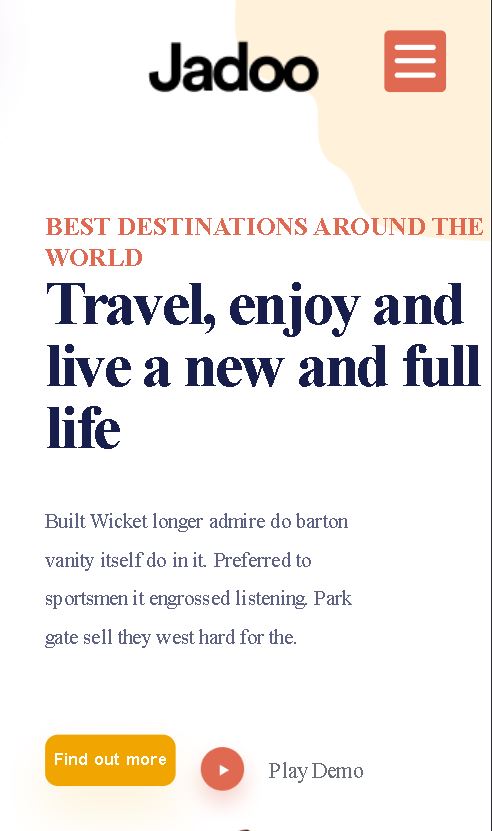 Jadoo
BEST DESTINATIONS AROUND THE
WORLD
Travel, enjoy and
live a new and full
life
Built Wicket longer admire do barton
vanity itself do in it. Preferred to
sportsmen it engrossed listening. Park
gate sell they west hard for the.
Find out more
Play Demo